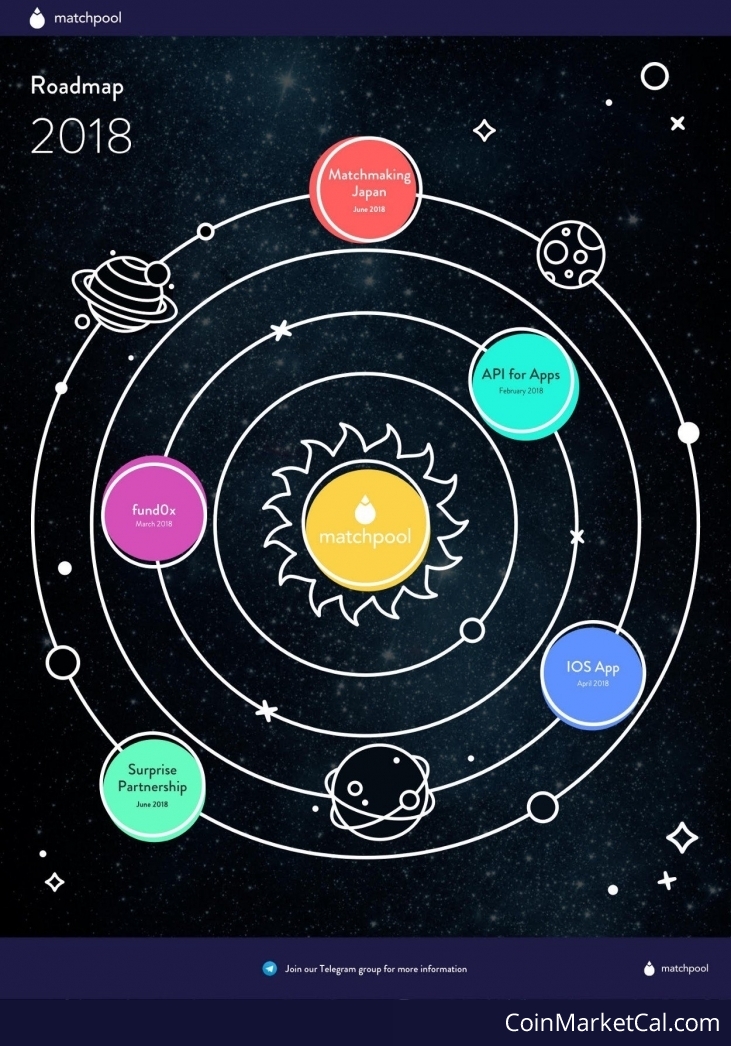 matchpool
Roadmap
2018
Matchmaking
Japan
June 2018
API for Apps
February 2018
fund0x
March 2018
matchpool
IOS App
April 2018
Surprise
Partnership
June 2018
Join our Telegram group for more information
matchpool
CoinMarketCal.com